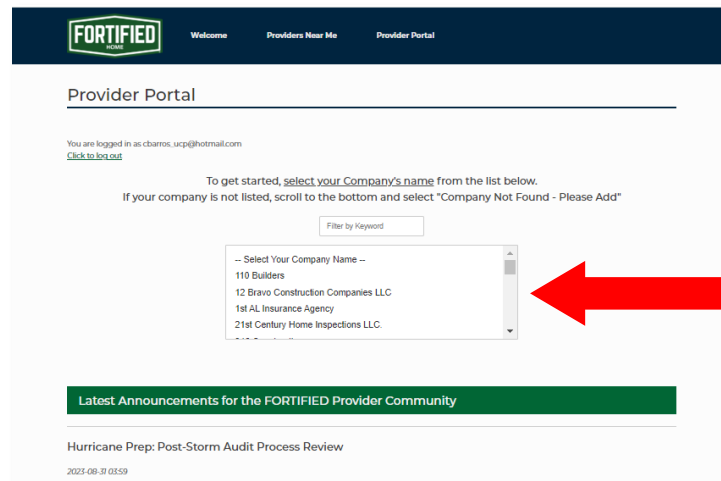 FORTIFIED
HOME
Welcome Providers Near Me Provider Portal
Provider Portal
You are logged in as cbarros_ucp@hotmail.com
Click to log out
To get started, select your Company's name from the list below.
If your company is not listed, scroll to the bottom and select "Company Not Found - Please Add"
Filter by Keyword
-- Select Your Company Name --
110 Builders
12 Bravo Construction Companies LLC
1st AL Insurance Agency
21st Century Home Inspections LLC.
Latest Announcements for the FORTIFIED Provider Community
Hurricane Prep: Post-Storm Audit Process Review
2023-08-31 03:59